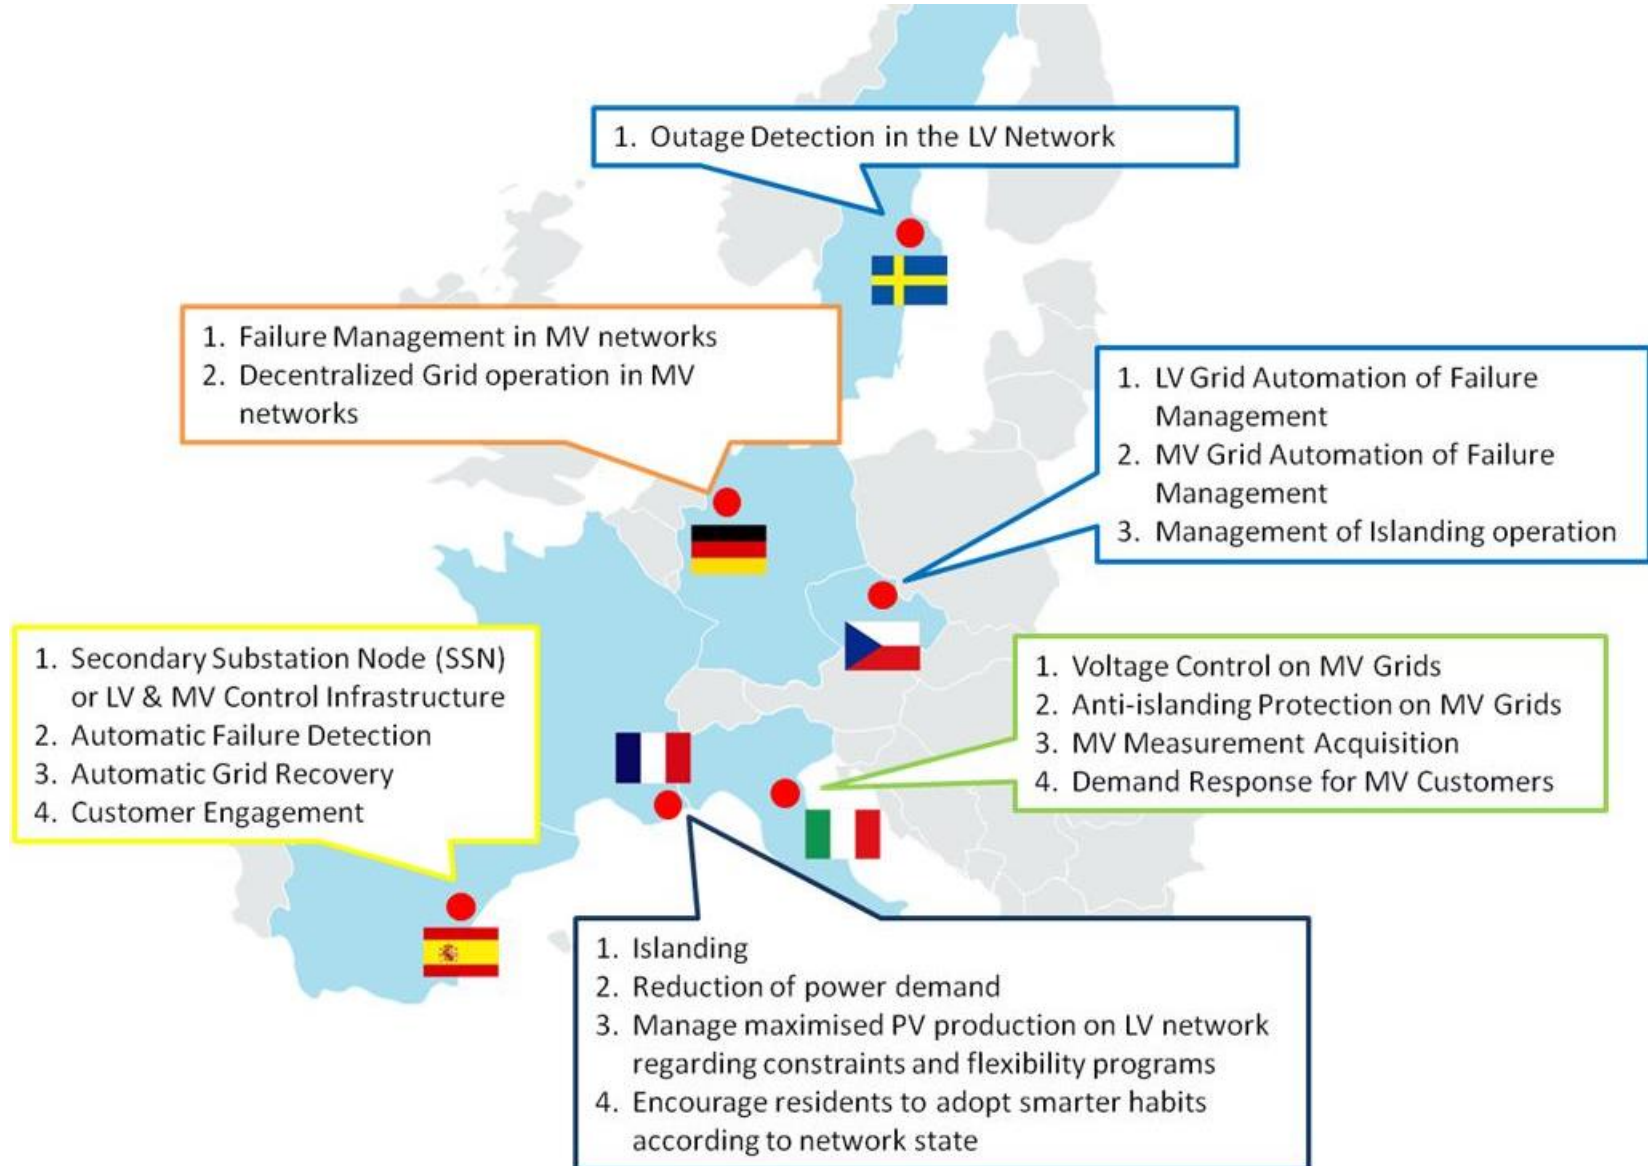 1. Outage Detection in the LV Network
1. Failure Management in MV networks
2. Decentralized Grid operation in MV
networks
1. LV Grid Automation of Failure
Management
2. MV Grid Automation of Failure
Management
3. Management of Islanding operation
1. Secondary Substation Node (SSN)
or LV & MV Control Infrastructure
2. Automatic Failure Detection
3. Automatic Grid Recovery
4. Customer Engagement
1. Voltage Control on MV Grids
2. Anti-islanding Protection on MV Grids
3. MV Measurement Acquisition
4. Demand Response for MV Customers
1. Islanding
2. Reduction of power demand
3. Manage maximised PV production on LV network
regarding constraints and flexibility programs
4. Encourage residents to adopt smarter habits
according to network state